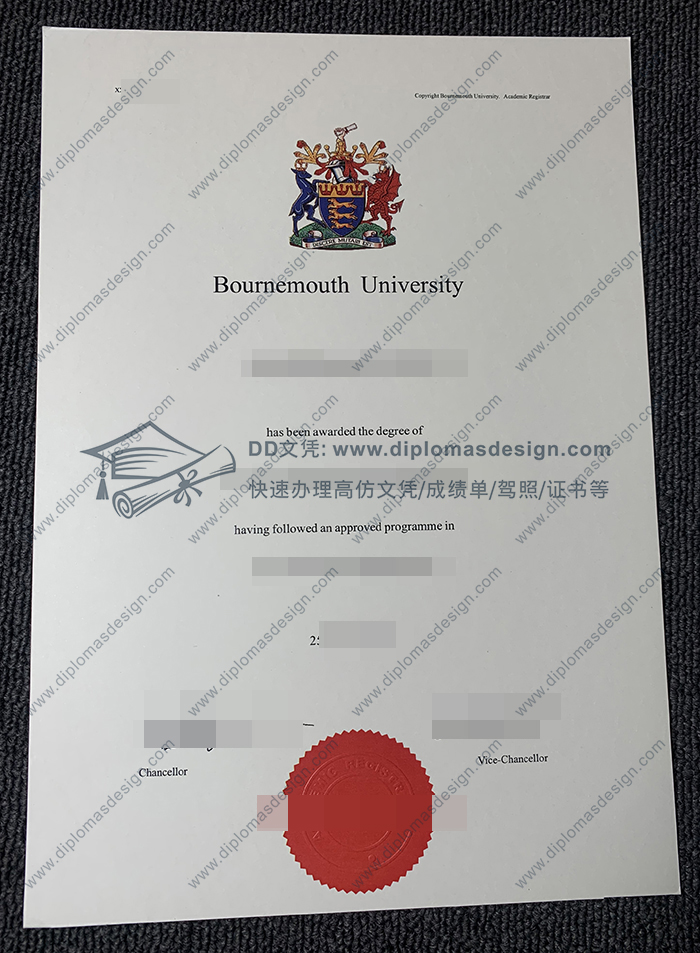 x:
Copyright Bournemouth University. Academic Registrar
DISCERE MUTARI EST
Bournemouth University
has been awarded the degree of
DD文凭: www.diplomasdesign.com
快速办理高仿文凭/成绩单/驾照/证书等
having followed an approved programme in
Chancellor
Vice-Chancellor
www.diplomasdesign.com